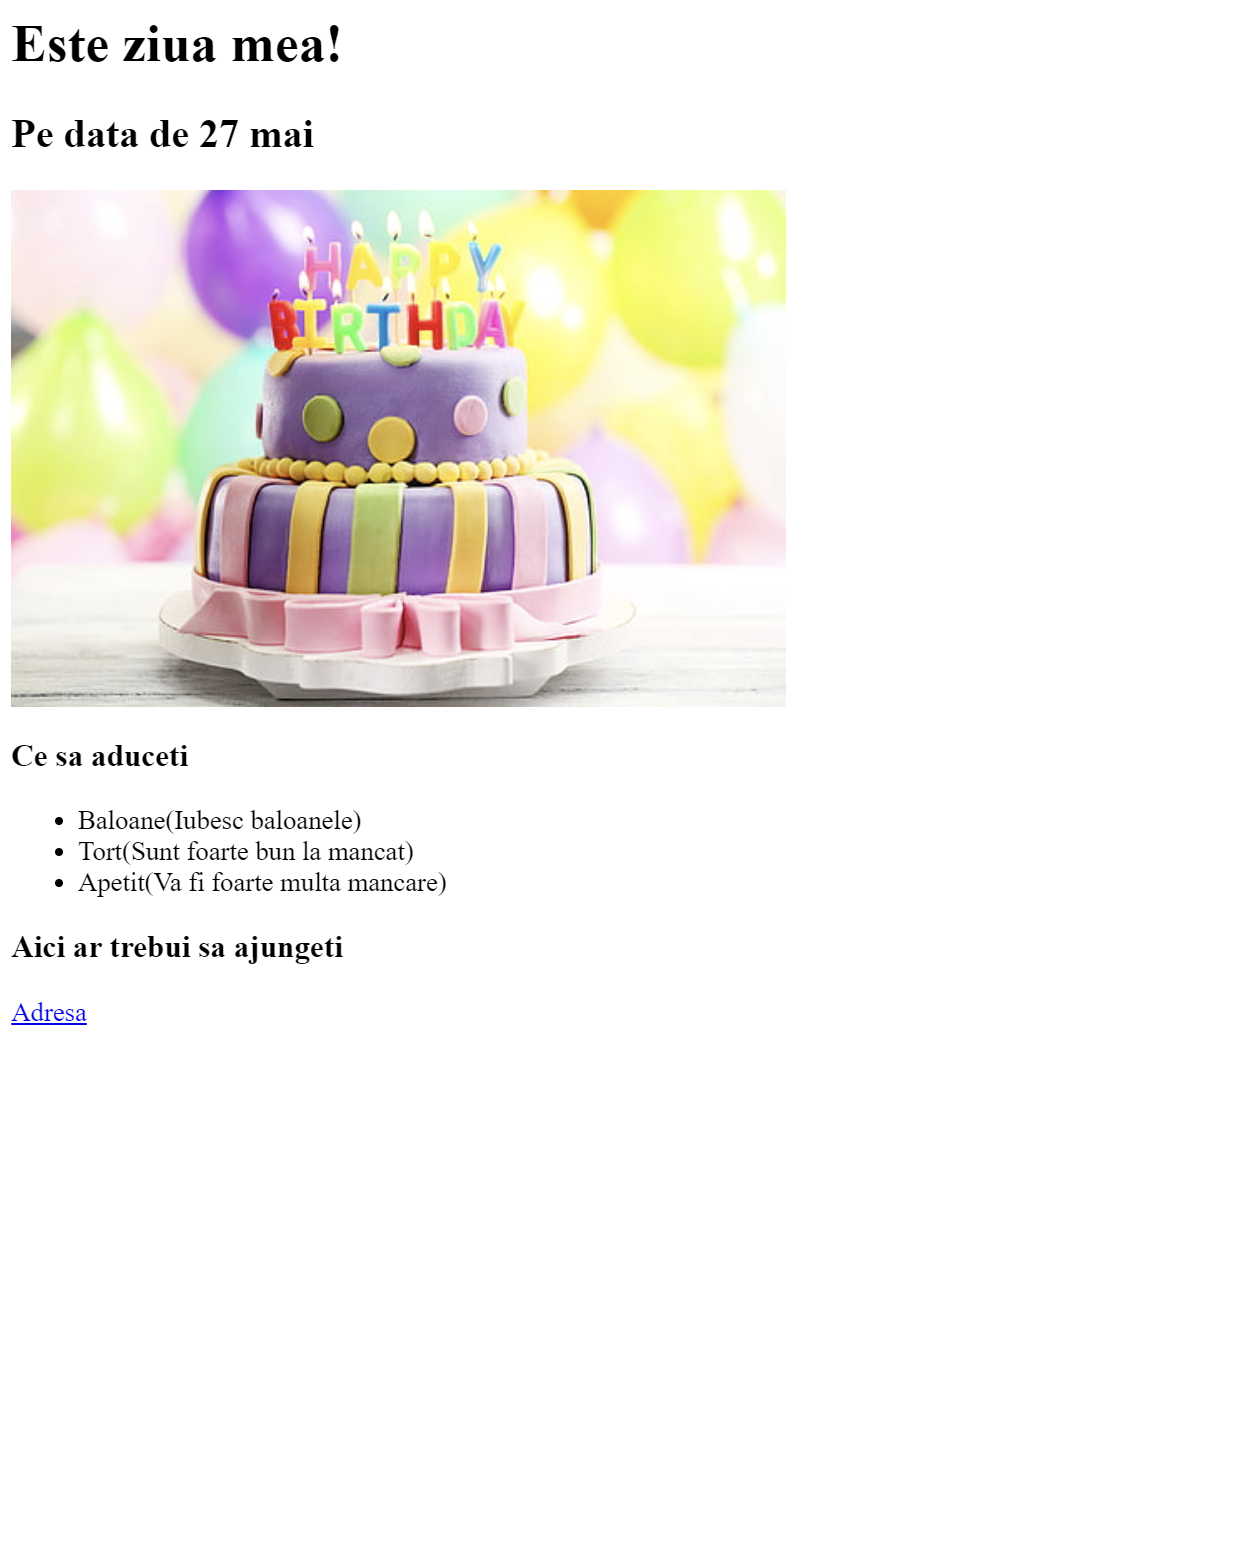 Este ziua mea!
Pe data de 27 mai
HAPPY
BIRTHDAY
Ce sa aduceti
Baloane(Iubesc baloanele)
Tort(Sunt foarte bun la mancat)
Apetit(Va fi foarte multa mancare)
Aici ar trebui sa ajungeti
Adresa